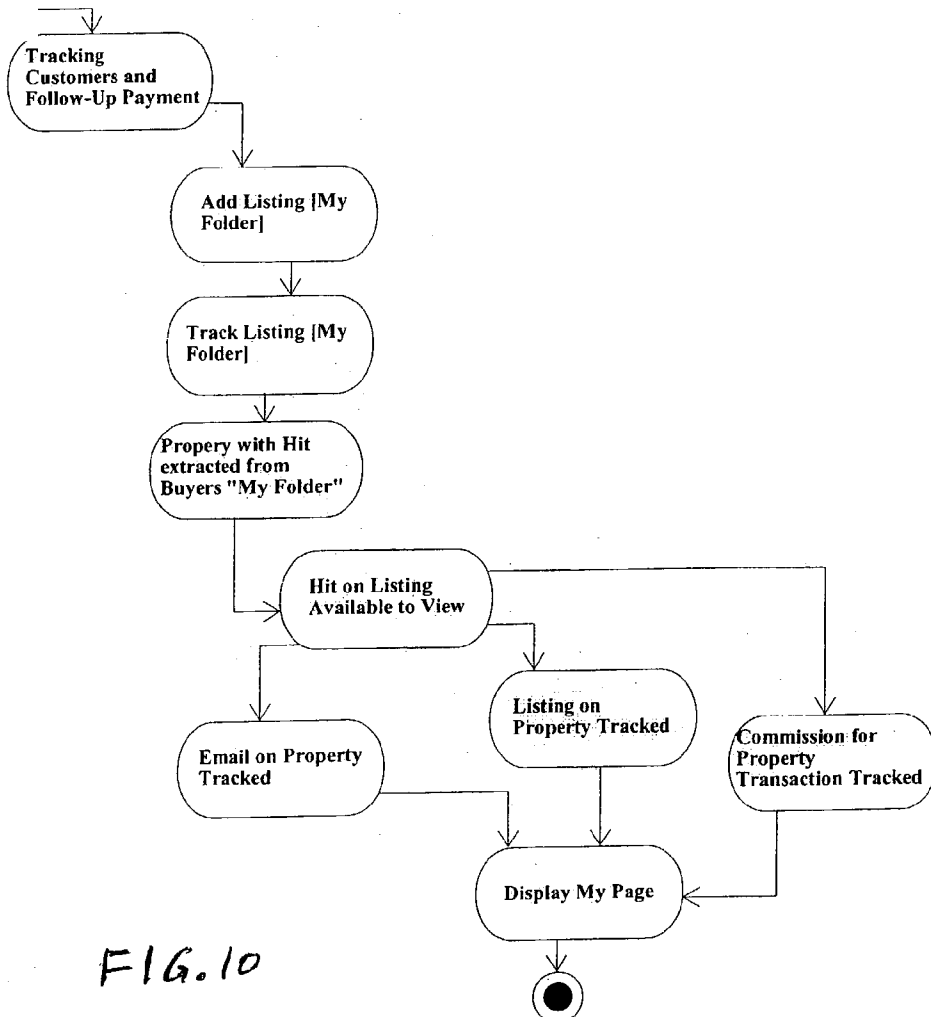 Tracking
Customers and
Follow-Up Payment
Add Listing [My
Folder]
Track Listing [My
Folder]
Propery with Hit
extracted from
Buyers "My Folder"
Hit on Listing
Available to View
Listing on
Property Tracked
Email on Property
Tracked
Commission for
Property
Transaction Tracked
Display My Page
FIG.10